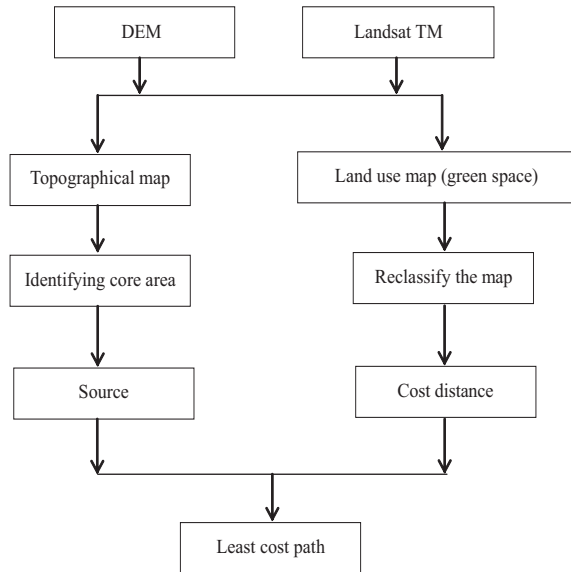 DEM
Landsat TM
Topographical map
Land use map (green space)
Identifying core area
Reclassify the map
Source
Cost distance
Least cost path